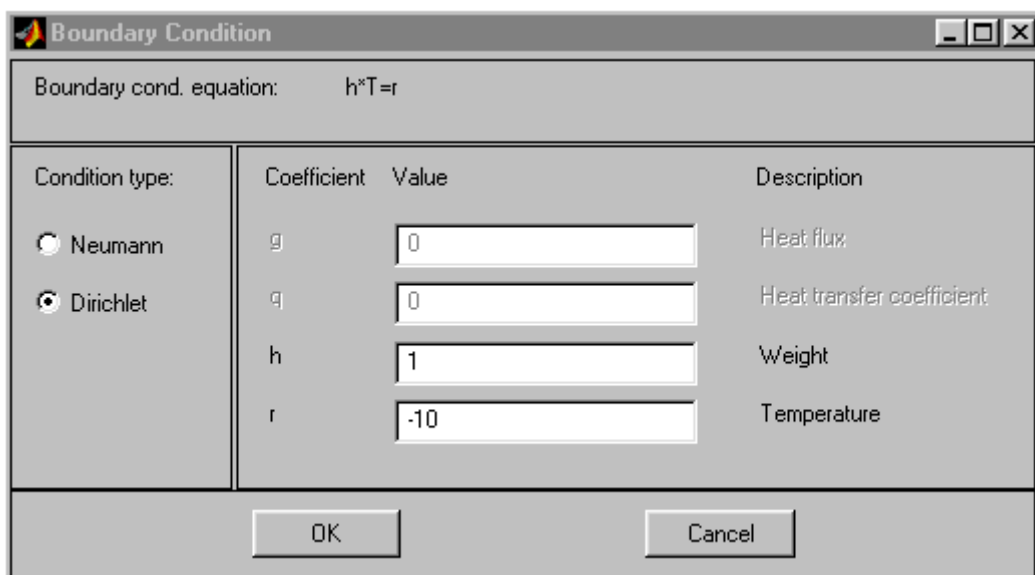 Boundary Condition
Boundary cond. equation: h*T=r
Condition type:
Neumann
Dirichlet
Coefficient Value Description
g 0 Heat flux
q 0 Heat transfer coefficient
h 1 Weight
r -10 Temperature
OK Cancel